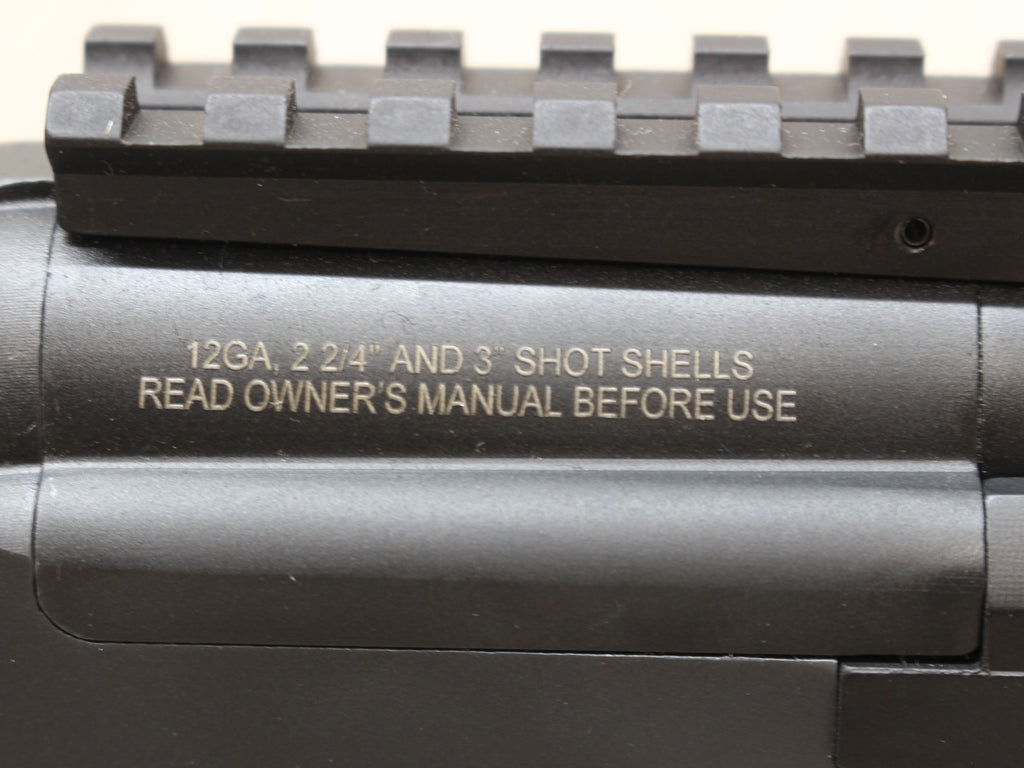 12GA, 2 2/4" AND 3" SHOT SHELLS
READ OWNER'S MANUAL BEFORE USE